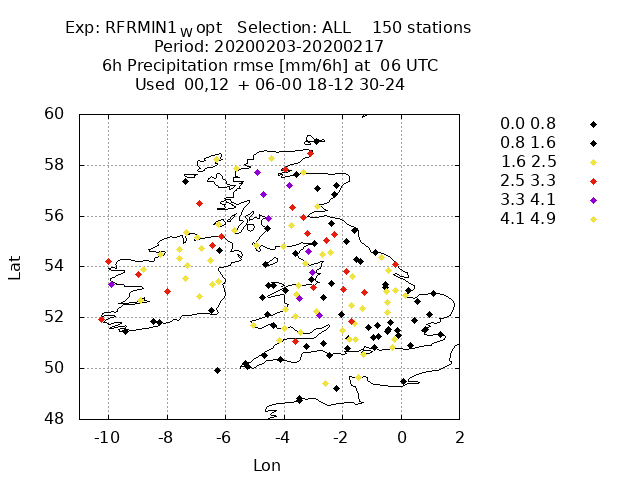 Exp: RFRMIN1_W opt   Selection: ALL    150 stations
Period: 20200203-20200217
6h Precipitation rmse [mm/6h] at  06 UTC
Used  00,12  + 06-00 18-12 30-24
60
58
56
54
52
50
48
Lat
-10 -8 -6 -4 -2 0 2
Lon
0.0 0.8
0.8 1.6
1.6 2.5
2.5 3.3
3.3 4.1
4.1 4.9